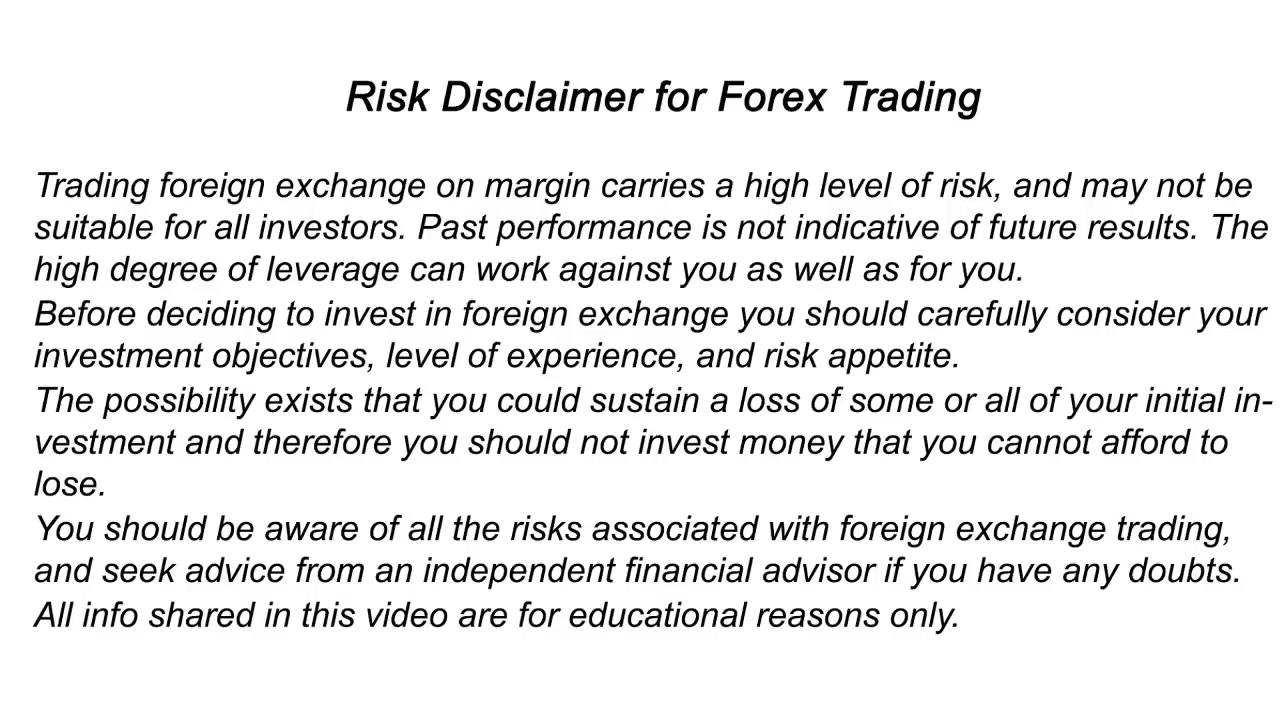 Risk Disclaimer for Forex Trading
Trading foreign exchange on margin carries a high level of risk, and may not be
suitable for all investors. Past performance is not indicative of future results. The
high degree of leverage can work against you as well as for you.
Before deciding to invest in foreign exchange you should carefully consider your
investment objectives, level of experience, and risk appetite.
The possibility exists that you could sustain a loss of some or all of your initial in-
vestment and therefore you should not invest money that you cannot afford to
lose.
You should be aware of all the risks associated with foreign exchange trading,
and seek advice from an independent financial advisor if you have any doubts.
All info shared in this video are for educational reasons only.